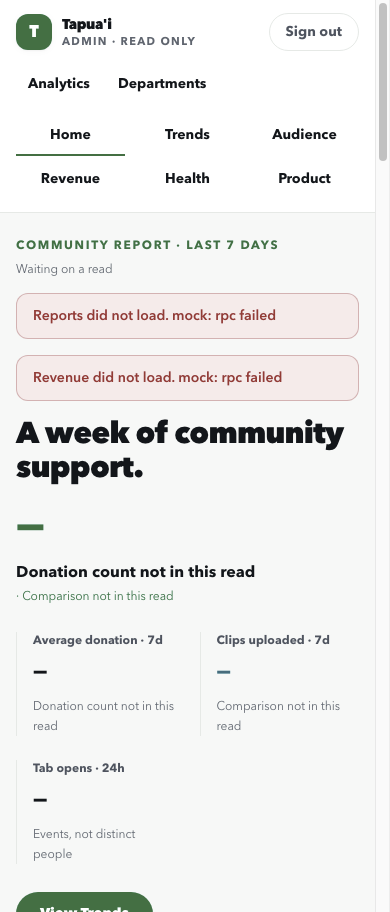 T
Tapua'i
ADMIN · READ ONLY
Sign out
Analytics
Departments
Home
Trends
Audience
Revenue
Health
Product
COMMUNITY REPORT · LAST 7 DAYS
Waiting on a read
Reports did not load. mock: rpc failed
Revenue did not load. mock: rpc failed
A week of community
support.
—
Donation count not in this read
· Comparison not in this read
Average donation · 7d
—
Donation count not in this
read
Clips uploaded · 7d
—
Comparison not in this
read
Tab opens · 24h
—
Events, not distinct
people
View Trends